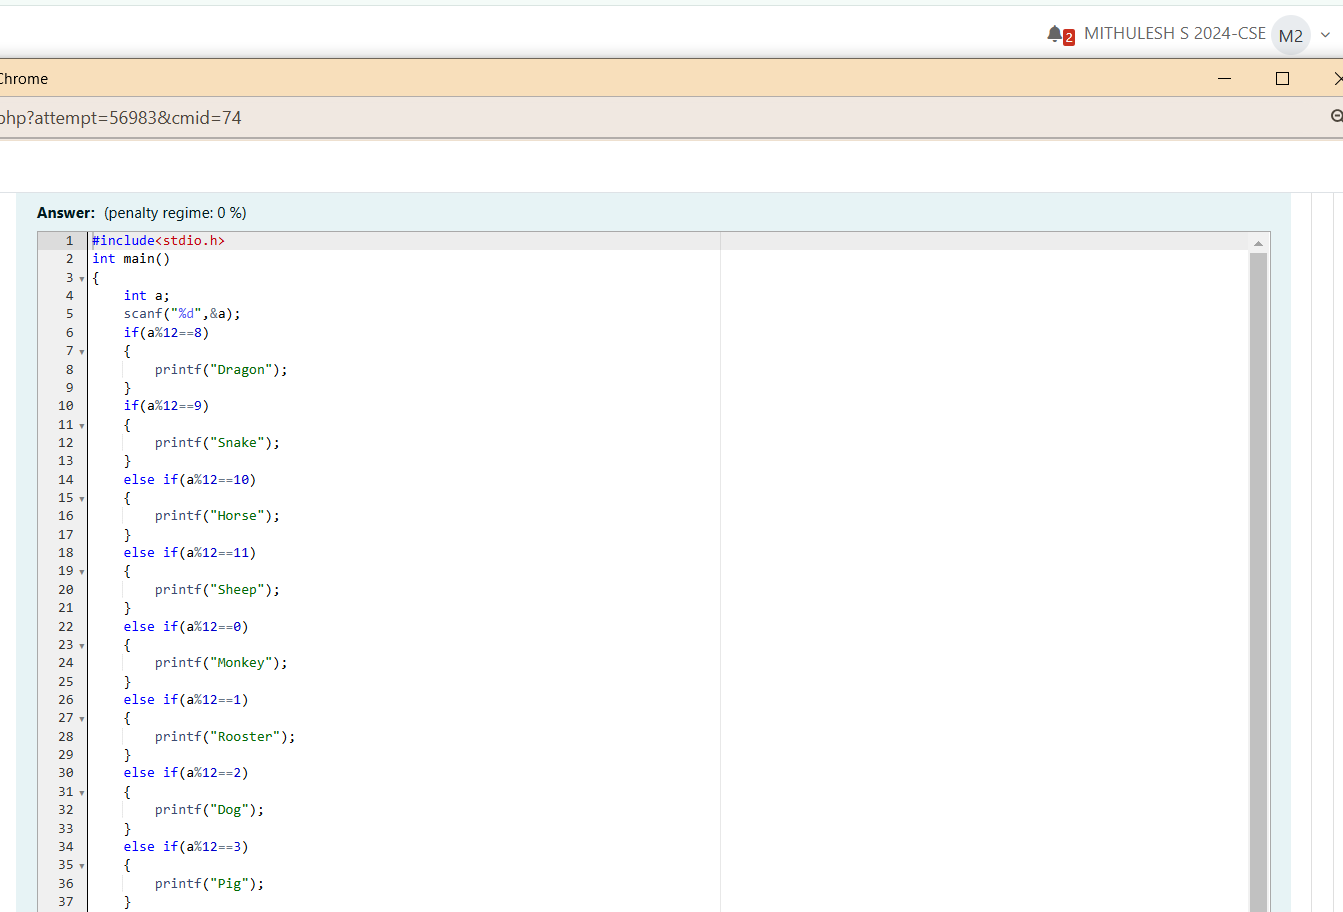 2 MITHULESH S 2024-CSE M2
Chrome
php?attempt=56983&cmid=74
Answer: (penalty regime: 0 %)
1 #include<stdio.h>
2 int main()
3 {
4 int a;
5 scanf("%d",&a);
6 if(a%12==8)
7 {
8 printf("Dragon");
9 }
10 if(a%12==9)
11 {
12 printf("Snake");
13 }
14 else if(a%12==10)
15 {
16 printf("Horse");
17 }
18 else if(a%12==11)
19 {
20 printf("Sheep");
21 }
22 else if(a%12==0)
23 {
24 printf("Monkey");
25 }
26 else if(a%12==1)
27 {
28 printf("Rooster");
29 }
30 else if(a%12==2)
31 {
32 printf("Dog");
33 }
34 else if(a%12==3)
35 {
36 printf("Pig");
37 }